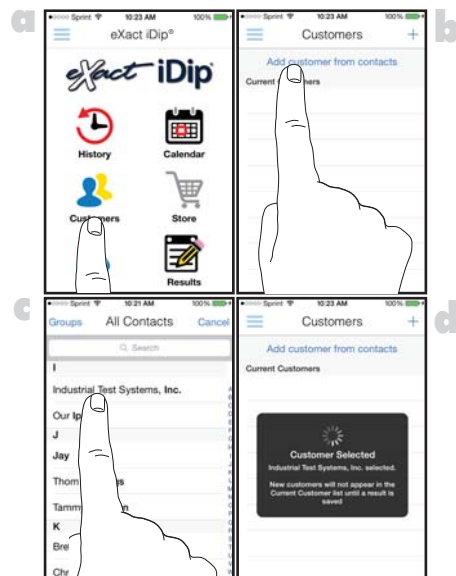 a
Sprint 10:23 AM 100%
eXact iDip®
eXact iDip
History Calendar
Customers Store
Results
b
Sprint 10:23 AM 100%
Customers +
Add customer from contacts
Current Customers
c
Sprint 10:21 AM 100%
Groups All Contacts Cancel
Search
I
Industrial Test Systems, Inc.
Our
J
Jay
Thom
Tammy
K
Bre
Chr
d
Sprint 10:23 AM 100%
Customers +
Add customer from contacts
Current Customers
Customer Selected
Industrial Test Systems, Inc. selected.
New customers will not appear in the
Current Customer list until a result is
saved